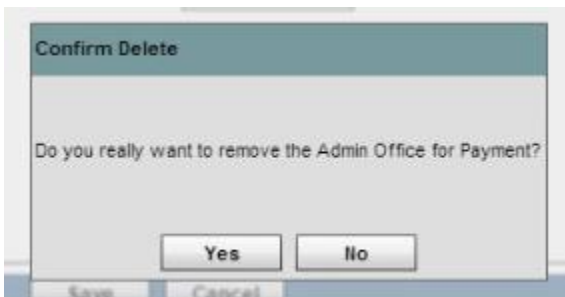 Confirm Delete
Do you really want to remove the Admin Office for Payment?
Yes No
Save Cancel